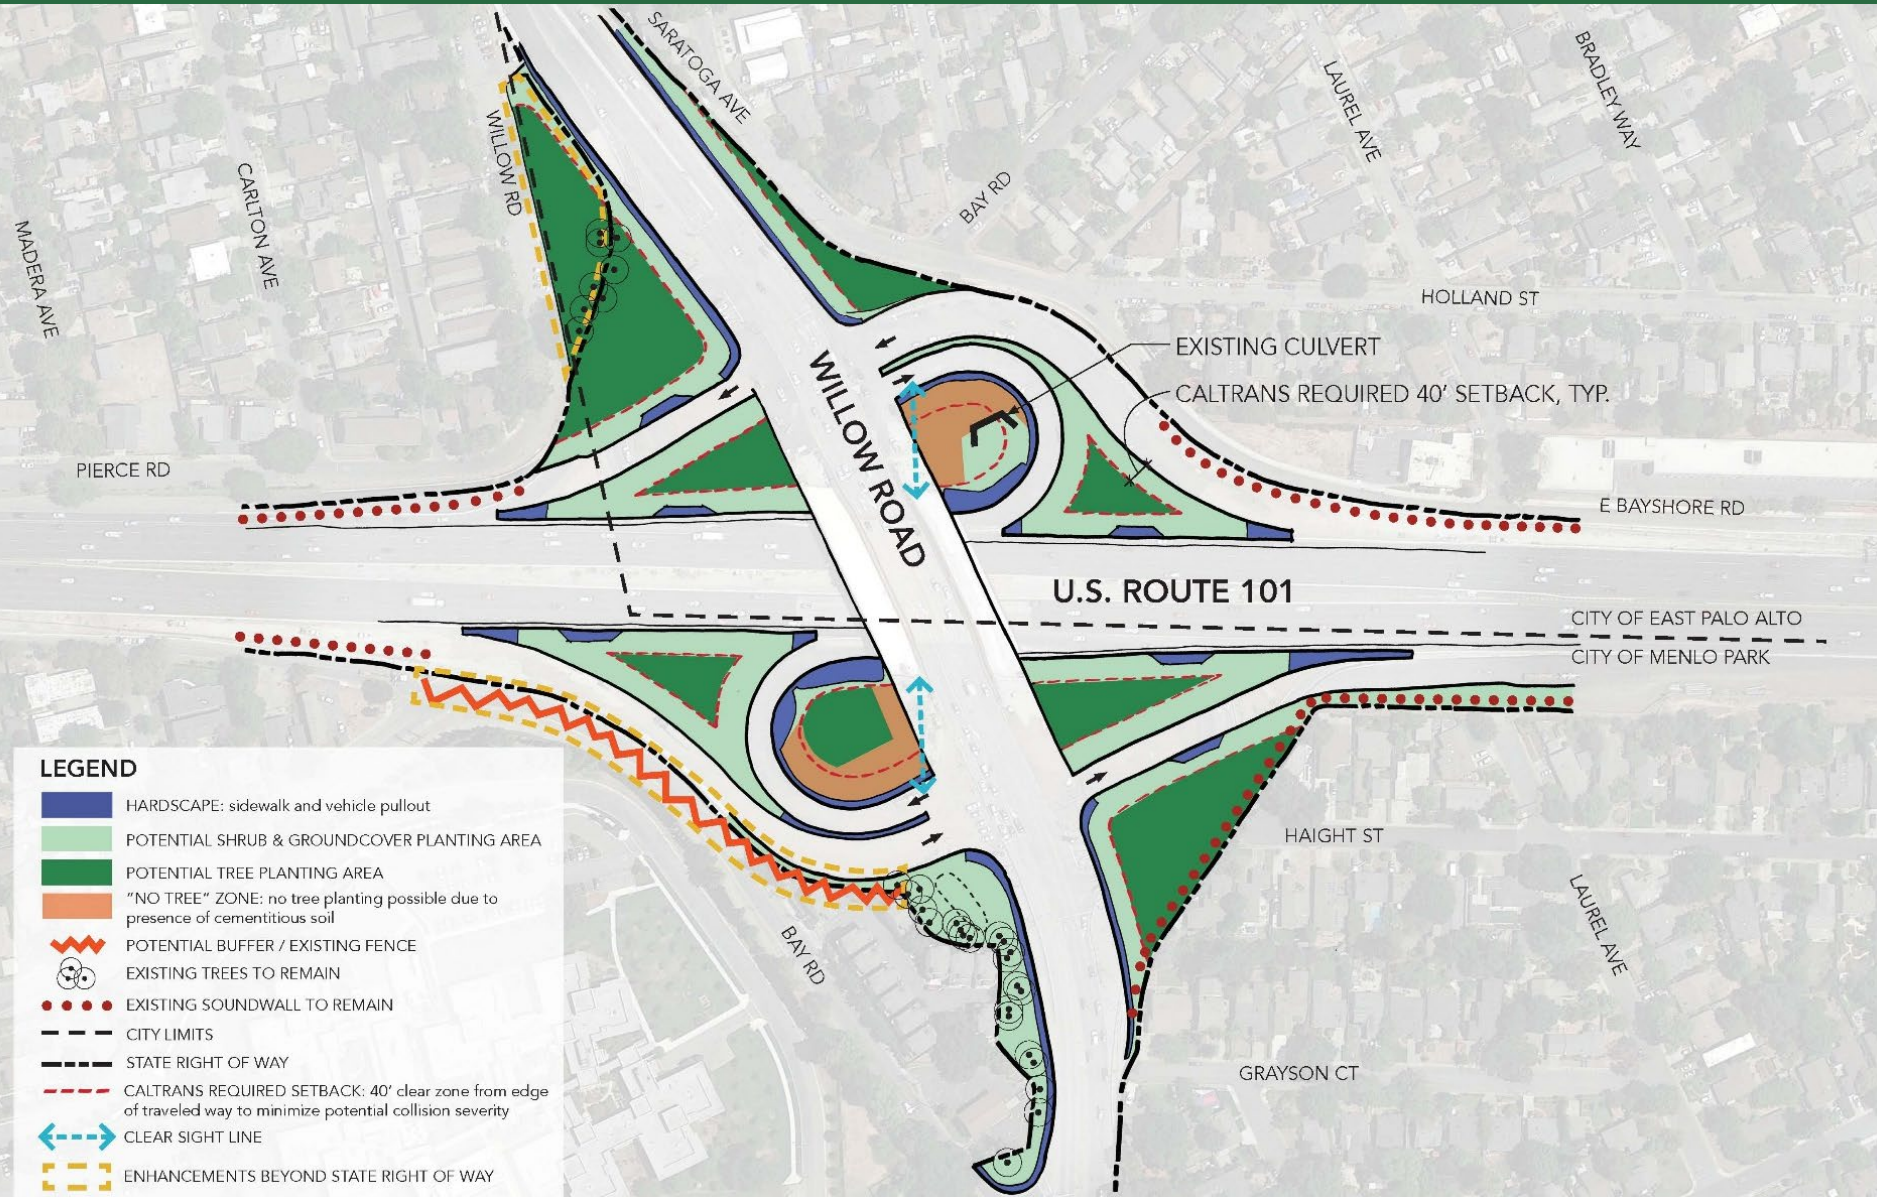 SARATOGA AVE
LAUREL AVE
BRADLEY WAY
WILLOW RD
CARLTON AVE
BAY RD
MADERA AVE
HOLLAND ST
EXISTING CULVERT
CALTRANS REQUIRED 40' SETBACK, TYP.
WILLOW ROAD
PIERCE RD
E BAYSHORE RD
U.S. ROUTE 101
CITY OF EAST PALO ALTO
CITY OF MENLO PARK
HAIGHT ST
LAUREL AVE
BAY RD
GRAYSON CT
LEGEND
HARDSCAPE: sidewalk and vehicle pullout
POTENTIAL SHRUB & GROUNDCOVER PLANTING AREA
POTENTIAL TREE PLANTING AREA
"NO TREE" ZONE: no tree planting possible due to
presence of cementitious soil
POTENTIAL BUFFER / EXISTING FENCE
EXISTING TREES TO REMAIN
EXISTING SOUNDWALL TO REMAIN
CITY LIMITS
STATE RIGHT OF WAY
CALTRANS REQUIRED SETBACK: 40' clear zone from edge
of traveled way to minimize potential collision severity
CLEAR SIGHT LINE
ENHANCEMENTS BEYOND STATE RIGHT OF WAY